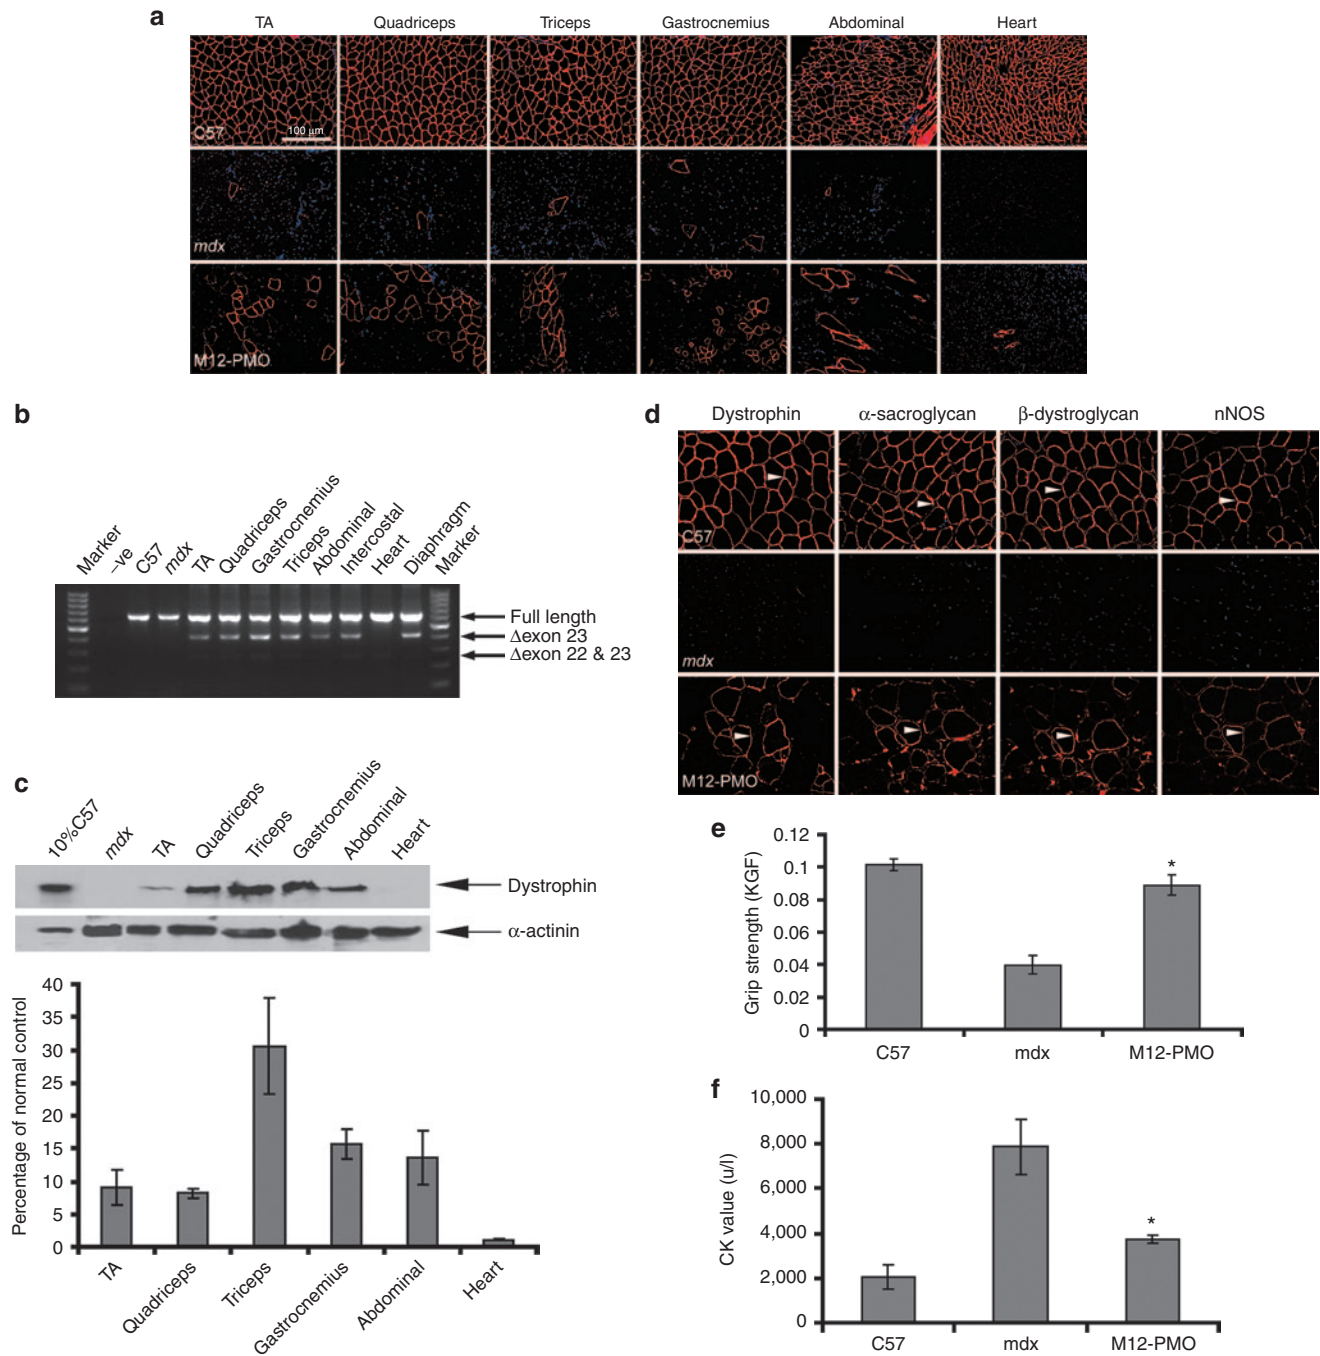 a
TA Quadriceps Triceps Gastrocnemius Abdominal Heart
C57
100 µm
mdx
M12-PMO
b
Marker –ve C57 mdx TA Quadriceps Gastrocnemius Triceps Abdominal Intercostal Heart Diaphragm Marker
Full length
Δexon 23
Δexon 22 & 23
c
10%C57 mdx TA Quadriceps Triceps Gastrocnemius Abdominal Heart
Dystrophin
α-actinin
Percentage of normal control
40
35
30
25
20
15
10
5
0
TA Quadriceps Triceps Gastrocnemius Abdominal Heart
d
Dystrophin α-sacroglycan β-dystroglycan nNOS
C57
mdx
M12-PMO
e
Grip strength (KGF)
0.12
0.1
0.08
0.06
0.04
0.02
0
*
C57 mdx M12-PMO
f
CK value (u/l)
10,000
8,000
6,000
4,000
2,000
0
*
C57 mdx M12-PMO